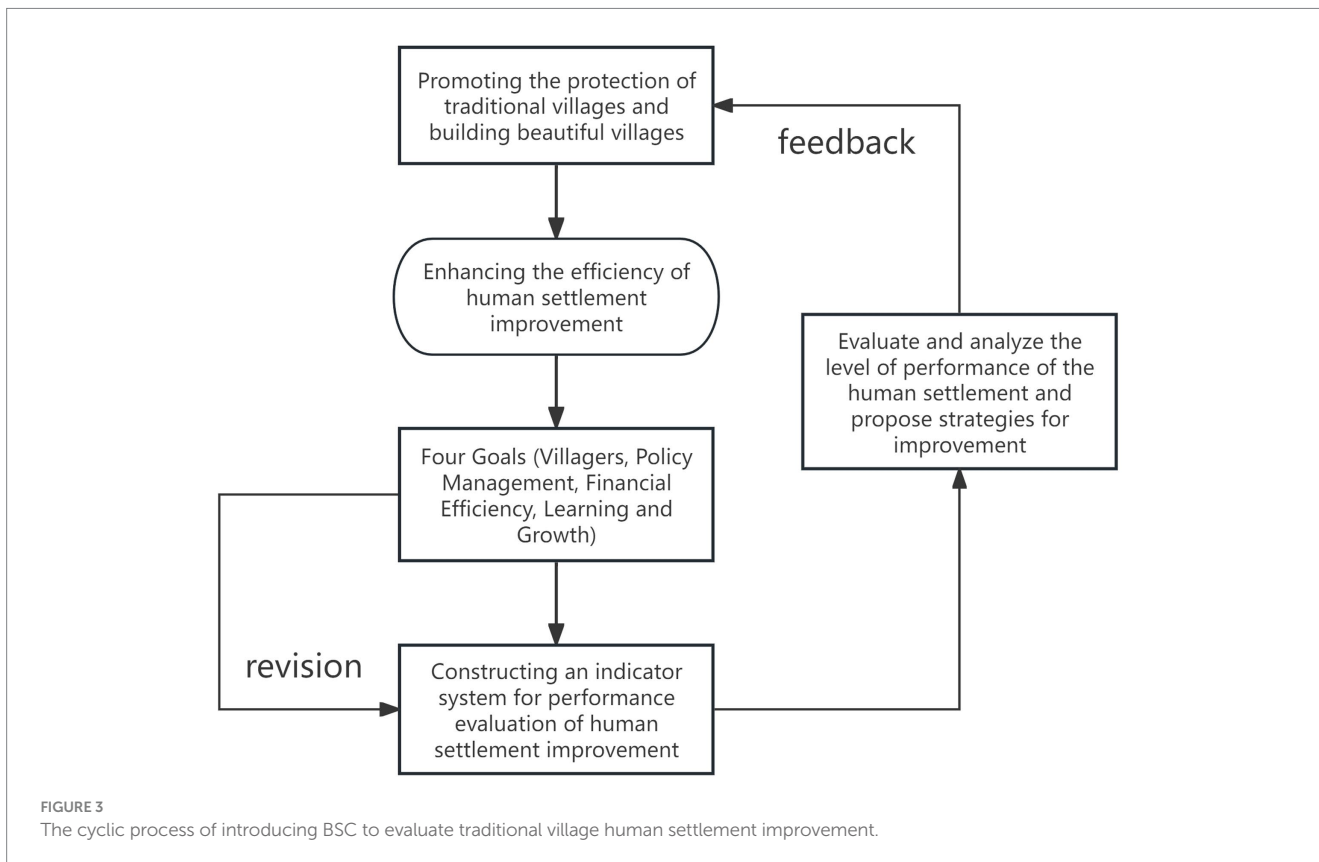 Promoting the protection of
traditional villages and
building beautiful villages
feedback
Enhancing the efficiency of
human settlement
improvement
Evaluate and analyze the
level of performance of the
human settlement and
propose strategies for
improvement
Four Goals (Villagers, Policy
Management, Financial
Efficiency, Learning and
Growth)
revision
Constructing an indicator
system for performance
evaluation of human
settlement improvement
FIGURE 3
The cyclic process of introducing BSC to evaluate traditional village human settlement improvement.